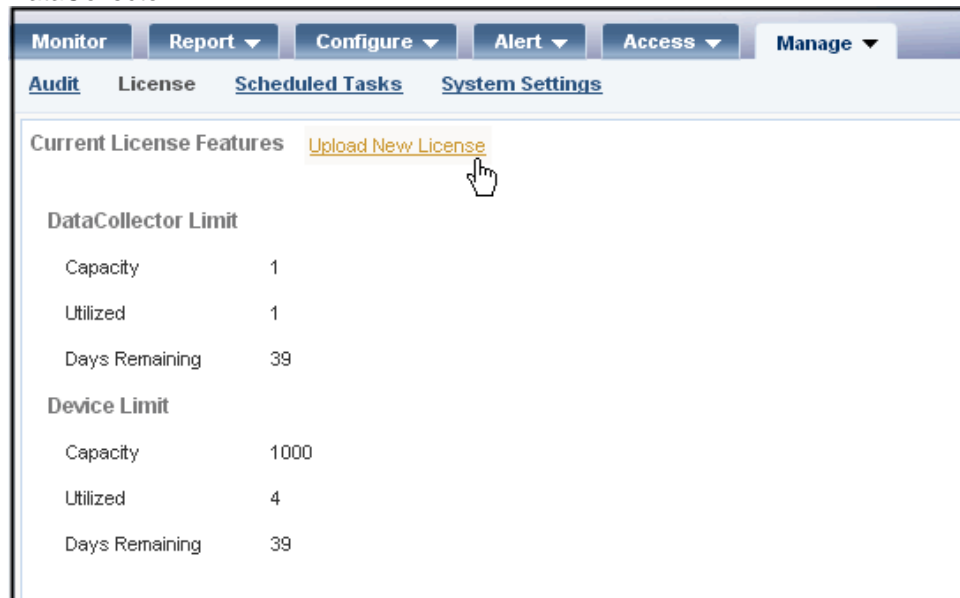 Monitor Report Configure Alert Access Manage
Audit License Scheduled Tasks System Settings
Current License Features Upload New License
DataCollector Limit
Capacity 1
Utilized 1
Days Remaining 39
Device Limit
Capacity 1000
Utilized 4
Days Remaining 39